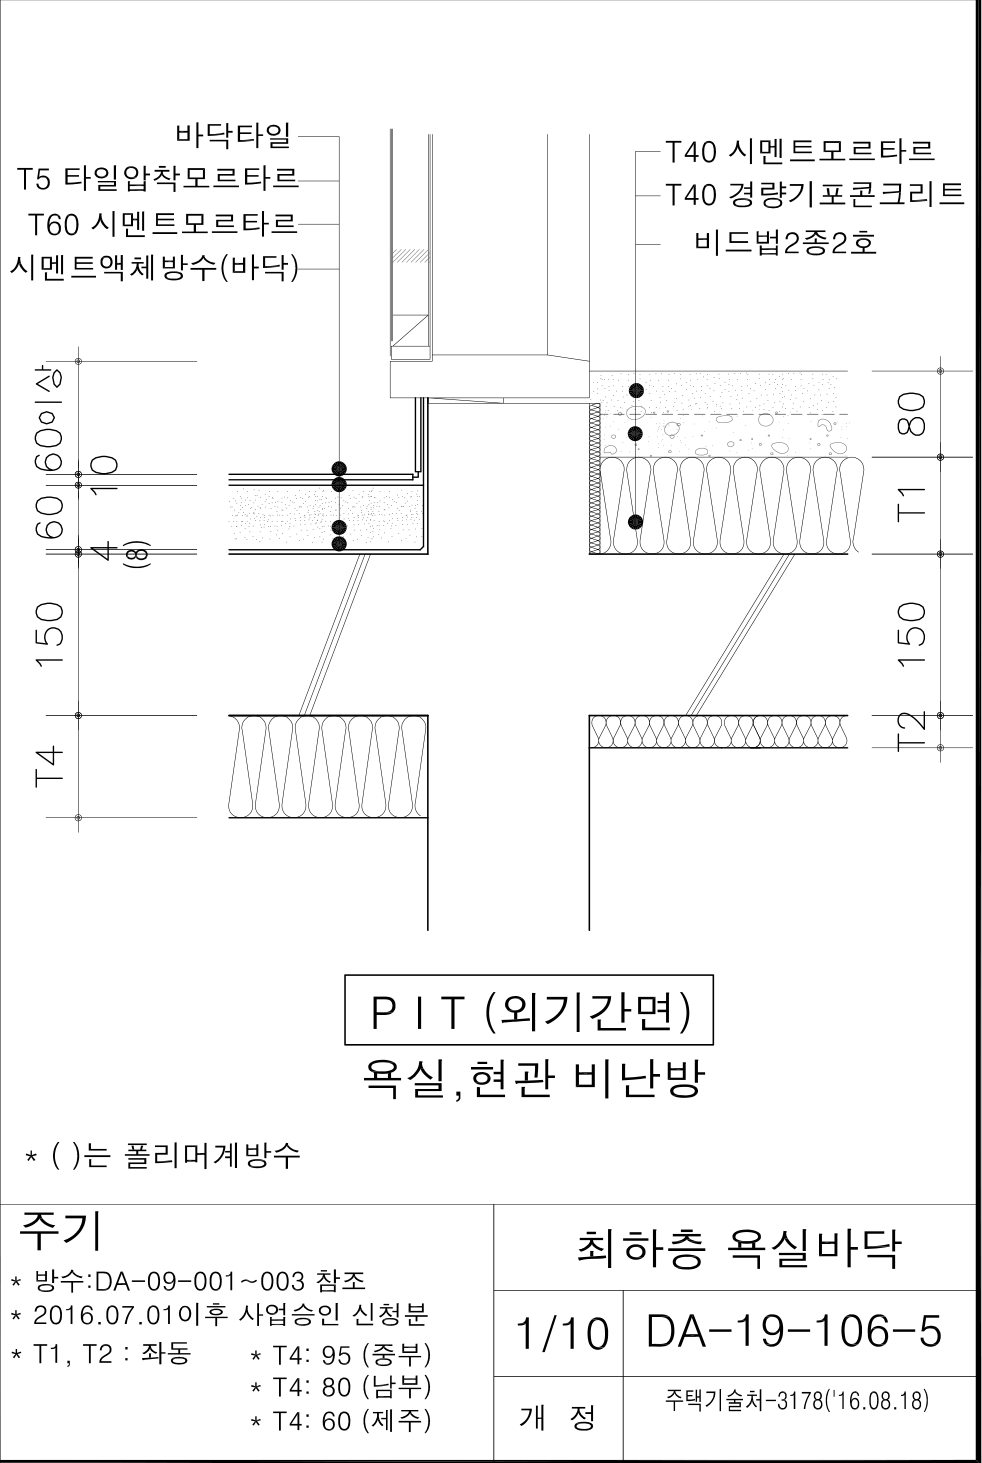 바닥타일
T5 타일압착모르타르
T60 시멘트모르타르
시멘트액체방수(바닥)
T40 시멘트모르타르
T40 경량기포콘크리트
비드법2종2호
60이상
10
60
4
(8)
150
T4
80
T1
150
T2
PIT (외기간면)
욕실,현관 비난방
* ( )는 폴리머계방수
주기
* 방수:DA-09-001~003 참조
* 2016.07.01이후 사업승인 신청분
* T1, T2 : 좌동
* T4: 95 (중부)
* T4: 80 (남부)
* T4: 60 (제주)
최하층 욕실바닥
1/10
DA-19-106-5
개 정
주택기술처-3178('16.08.18)